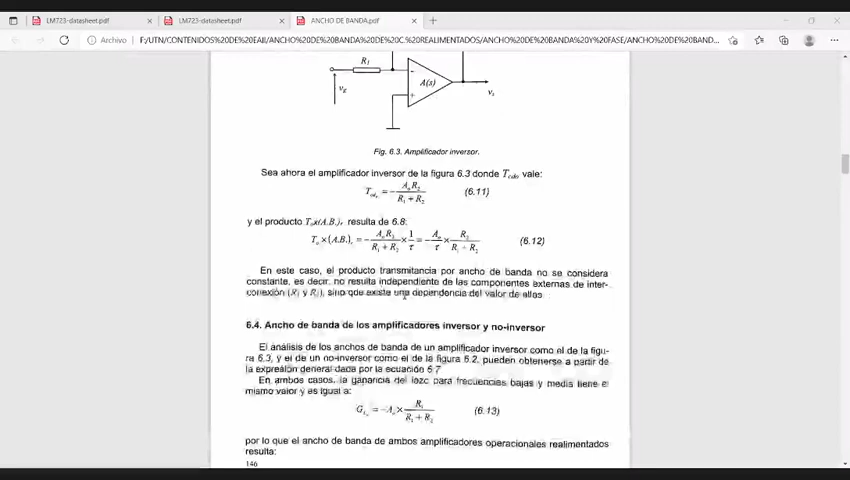 LM723-datasheet.pdf
LM723-datasheet.pdf
ANCHO DE BANDA.pdf
Archivo
F:/UTN/CONTENIDOS%20DE%20EAII/ANCHO%20DE%20BANDA%20DE%20C.%20REALIMENTADOS/ANCHO%20DE%20BANDA%20Y%20FASE/ANCHO%20DE%20BAND...
R1
-
A(s)
+
vg
vs
Fig. 6.3. Amplificador inversor.
Sea ahora el amplificador inversor de la figura 6.3 donde vale:
= - Ao R2 / R1 + R2 (6.11)
y el producto resulta de 6.8:
To × (A.B.)c = - Ao R2 / R1 + R2 × 1/τ = - Ao/τ × R2 / R1 + R2 (6.12)
En este caso, el producto transmitancia por ancho de banda no se considera
constante, es decir, no resulta independiente de las componentes externas de inter-
conexión (R1 y R2), sino que existe una dependencia del valor de ellas
6.4. Ancho de banda de los amplificadores inversor y no-inversor
El análisis de los anchos de banda de un amplificador inversor como el de la figu-
ra 6.3, y el de un no-inversor como el de la figura 6.2, pueden obtenerse a partir de
la expresión general dada por la ecuación 6.7
En ambos casos, la ganancia del lazo para frecuencias bajas y media tiene el
mismo valor y es igual a:
= -Ao × R1 / R1 + R2 (6.13)
por lo que el ancho de banda de ambos amplificadores operacionales realimentados
resulta:
146